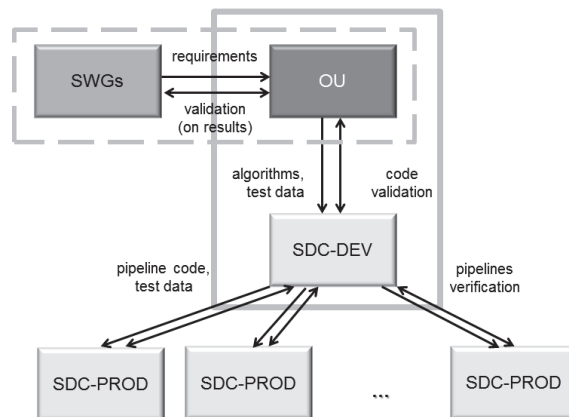 requirements
SWGs
OU
validation
(on results)
algorithms,
test data
code
validation
SDC-DEV
pipeline code,
test data
pipelines
verification
SDC-PROD
SDC-PROD
...
SDC-PROD